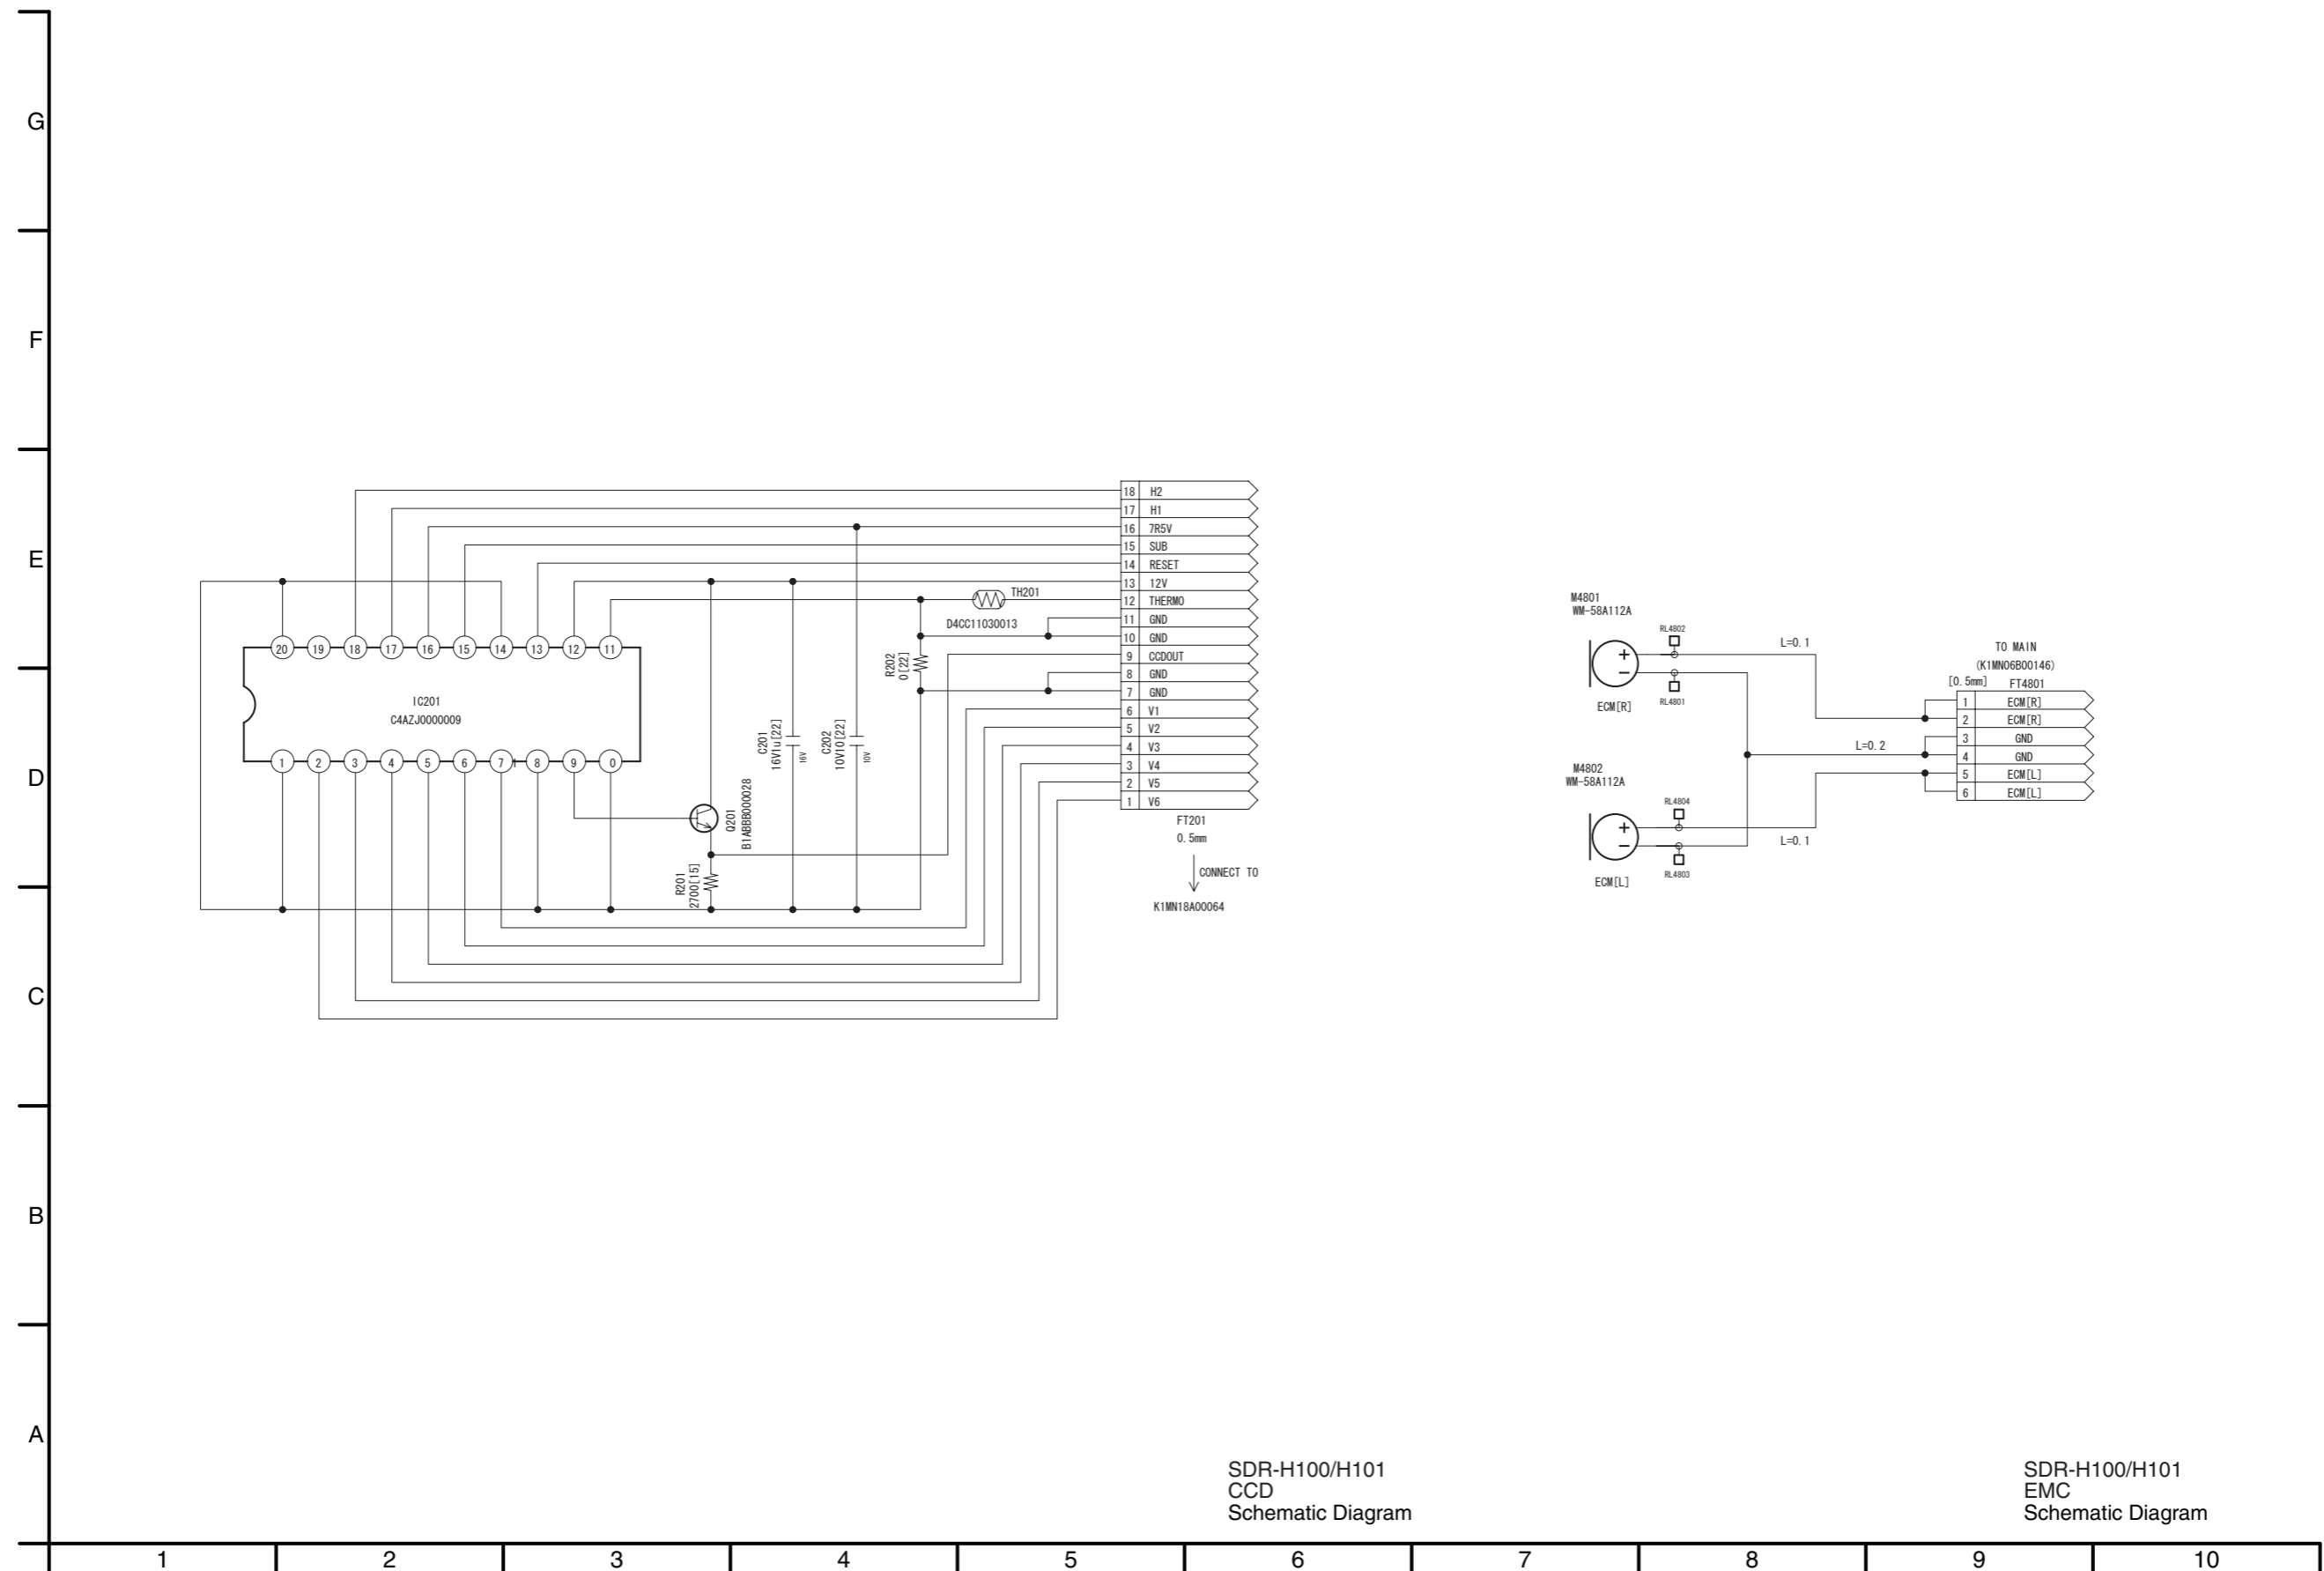 G
F
E
D
C
B
A
18 H2
17 H1
16 7R5V
15 SUB
14 RESET
13 12V
12 THERMO
11 GND
10 GND
9 CCDOUT
8 GND
7 GND
6 V1
5 V2
4 V3
3 V4
2 V5
1 V6
FT201
0.5mm
CONNECT TO
K1MN18A00064
TH201
D4CC11030013
R202
0[22]
20 19 18 17 16 15 14 13 12 11
IC201
C4AZJ0000009
1 2 3 4 5 6 7 8 9 0
C201
16V1u[22]
16V
C202
10V10[22]
10V
Q201
B1ABBB000028
R201
2700[15]
M4801
WM-58A112A
RL4802
+
−
RL4801
ECM[R]
L=0.1
M4802
WM-58A112A
RL4804
+
−
RL4803
ECM[L]
L=0.1
L=0.2
TO MAIN
(K1MN06B00146)
[0.5mm] FT4801
1 ECM[R]
2 ECM[R]
3 GND
4 GND
5 ECM[L]
6 ECM[L]
SDR-H100/H101
CCD
Schematic Diagram
SDR-H100/H101
EMC
Schematic Diagram
1 2 3 4 5 6 7 8 9 10